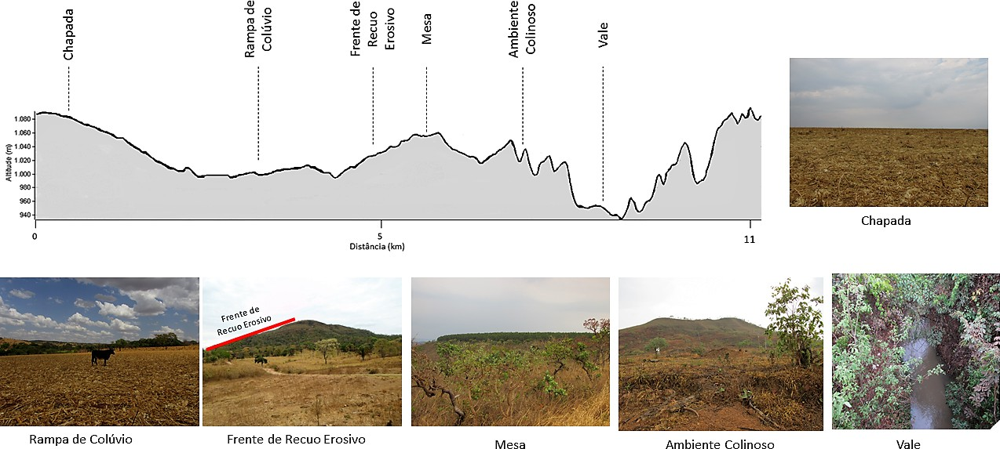 Chapada
Rampa de
Colúvio
Frente de
Recuo
Erosivo
Mesa
Ambiente
Colinoso
Vale
Altitude (m)
1.080
1.060
1.040
1.020
1.000
980
960
940
0
5
11
Distância (km)
Chapada
Frente de
Recuo Erosivo
Rampa de Colúvio
Frente de Recuo Erosivo
Mesa
Ambiente Colinoso
Vale